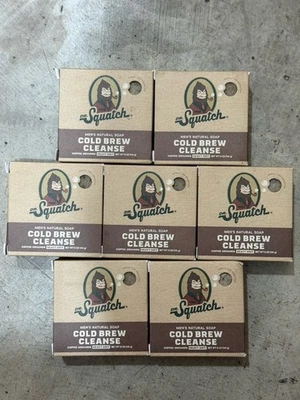 DR. Squatch. DR. Squatch.
MEN'S NATURAL SOAP MEN'S NATURAL SOAP
COLD BREW COLD BREW
CLEANSE CLEANSE
DR. Squatch. DR. Squatch. DR. Squatch.
MEN'S NATURAL SOAP MEN'S NATURAL SOAP MEN'S NATURAL SOAP
COLD BREW COLD BREW COLD BREW
CLEANSE CLEANSE CLEANSE
DR. Squatch. DR. Squatch.
MEN'S NATURAL SOAP MEN'S NATURAL SOAP
COLD BREW COLD BREW
CLEANSE CLEANSE